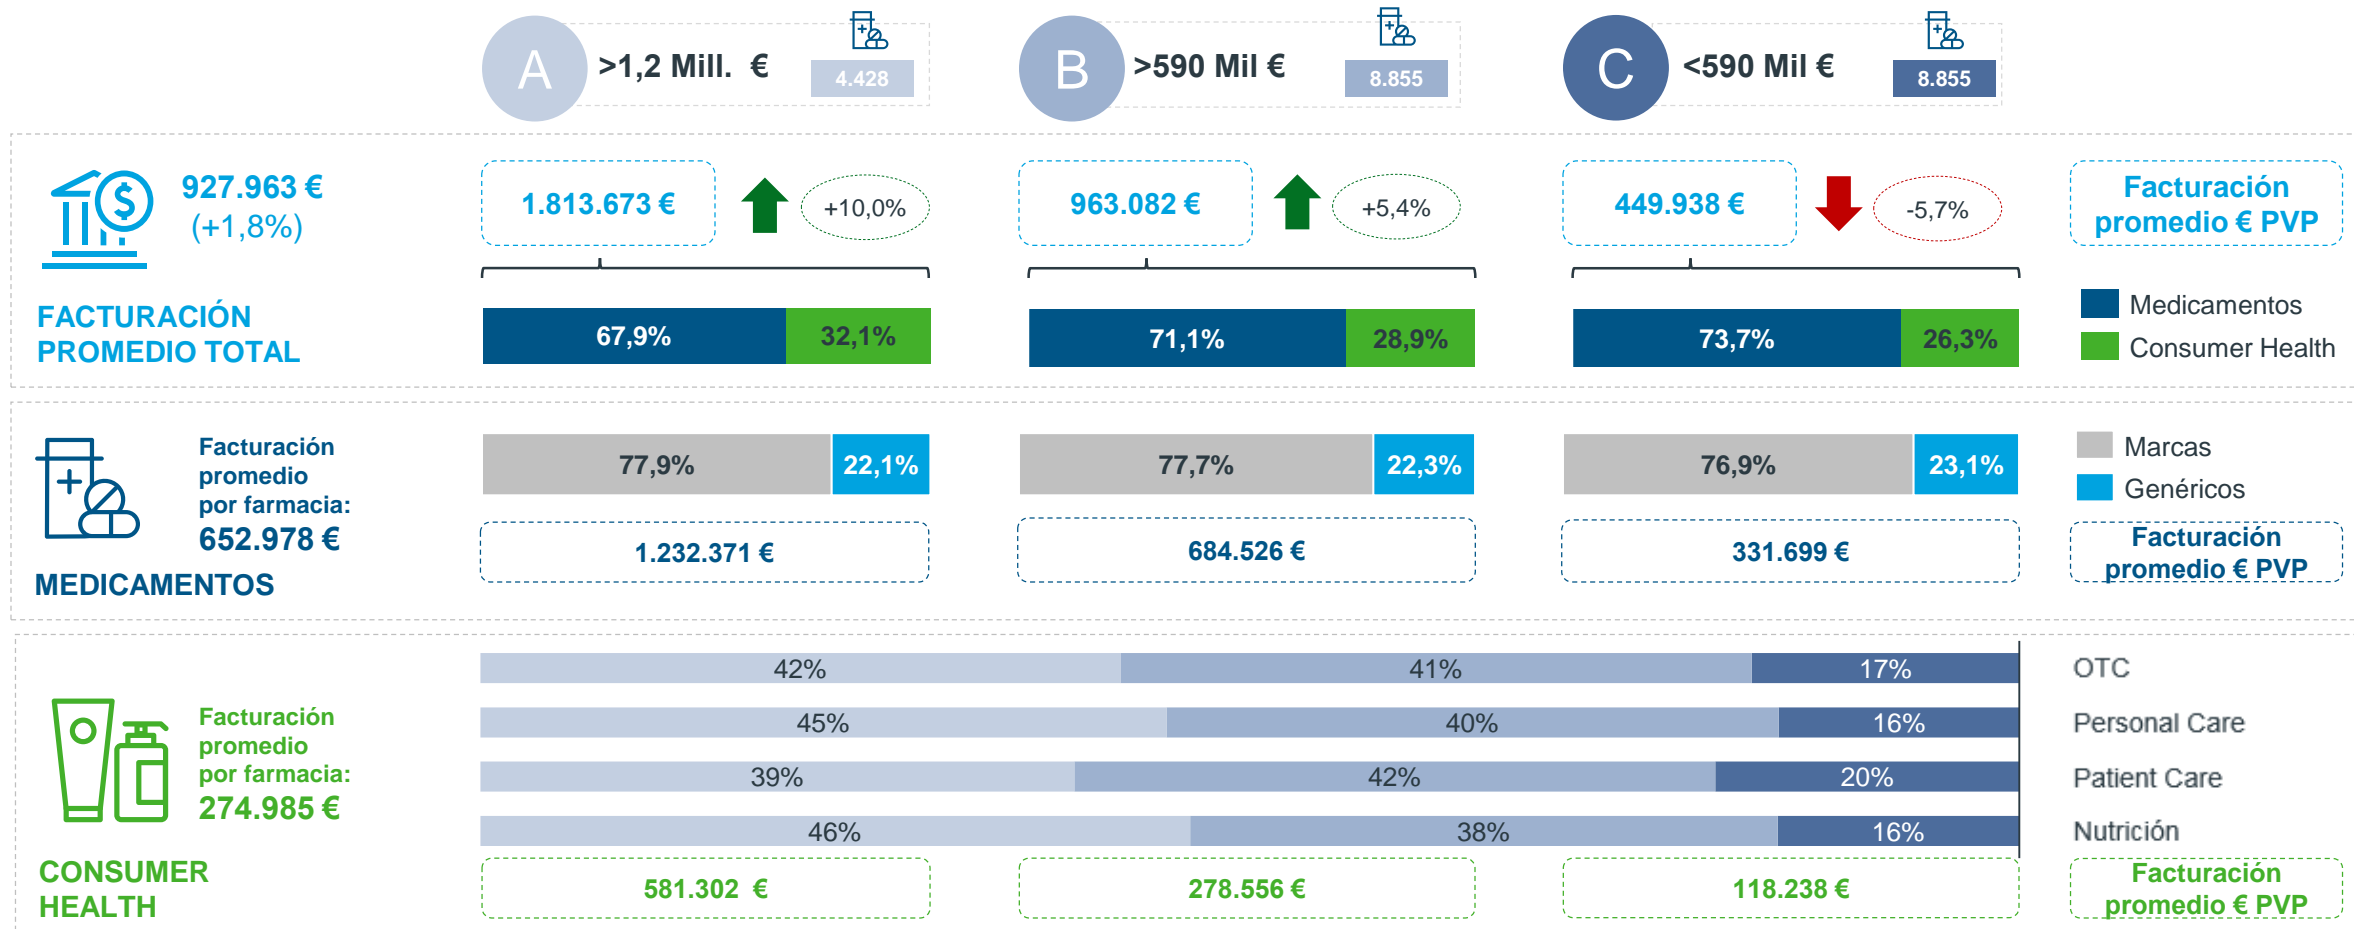 A
>1,2 Mill. €
4.428
B
>590 Mil €
8.855
C
<590 Mil €
8.855
927.963 €
(+1,8%)
1.813.673 €
+10,0%
963.082 €
+5,4%
449.938 €
-5,7%
Facturación
promedio € PVP
FACTURACIÓN
PROMEDIO TOTAL
67,9%
32,1%
71,1%
28,9%
73,7%
26,3%
Medicamentos
Consumer Health
Facturación
promedio
por farmacia:
652.978 €
MEDICAMENTOS
77,9%
22,1%
77,7%
22,3%
76,9%
23,1%
Marcas
Genéricos
1.232.371 €
684.526 €
331.699 €
Facturación
promedio € PVP
Facturación
promedio
por farmacia:
274.985 €
CONSUMER
HEALTH
42%
41%
17%
OTC
45%
40%
16%
Personal Care
39%
42%
20%
Patient Care
46%
38%
16%
Nutrición
581.302 €
278.556 €
118.238 €
Facturación
promedio € PVP